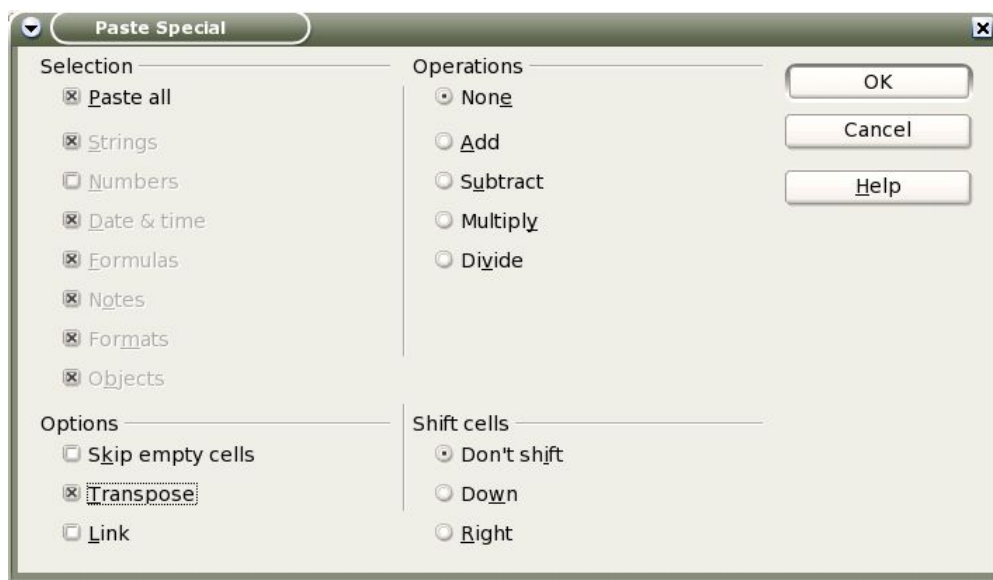 Paste Special
Selection
Paste all
Strings
Numbers
Date & time
Formulas
Notes
Formats
Objects
Operations
None
Add
Subtract
Multiply
Divide
OK
Cancel
Help
Options
Skip empty cells
Transpose
Link
Shift cells
Don't shift
Down
Right